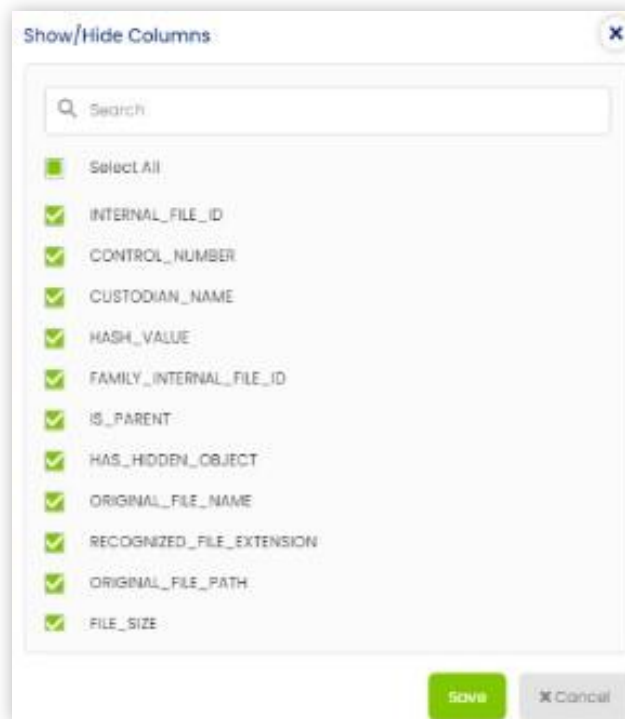 Show/Hide Columns
Search
Select All
INTERNAL_FILE_ID
CONTROL_NUMBER
CUSTODIAN_NAME
HASH_VALUE
FAMILY_INTERNAL_FILE_ID
IS_PARENT
HAS_HIDDEN_OBJECT
ORIGINAL_FILE_NAME
RECOGNIZED_FILE_EXTENSION
ORIGINAL_FILE_PATH
FILE_SIZE
Save Cancel